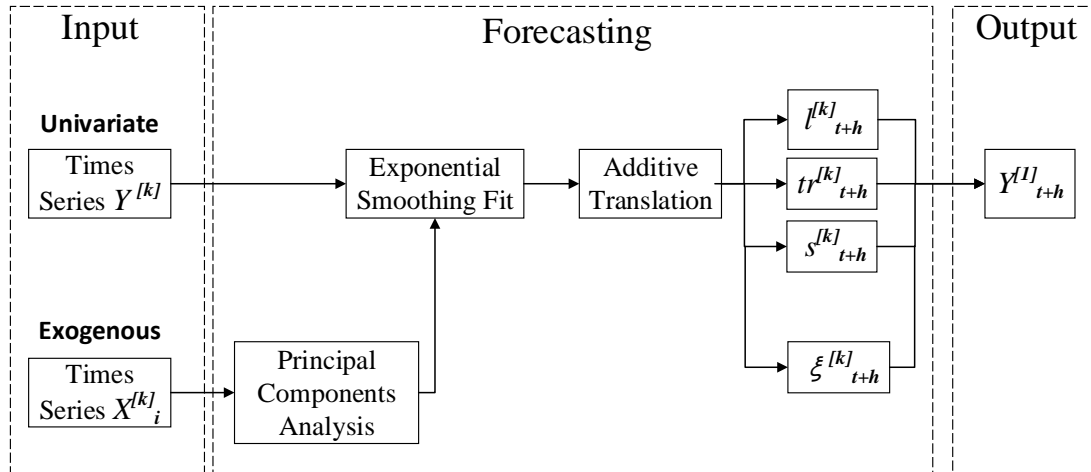 Input
Forecasting
Output
Univariate
Times
Series Y^[k]
Exponential
Smoothing Fit
Additive
Translation
l^[k]_t+h
tr^[k]_t+h
s^[k]_t+h
ξ^[k]_t+h
Y^[1]_t+h
Exogenous
Times
Series X^[k]_i
Principal
Components
Analysis